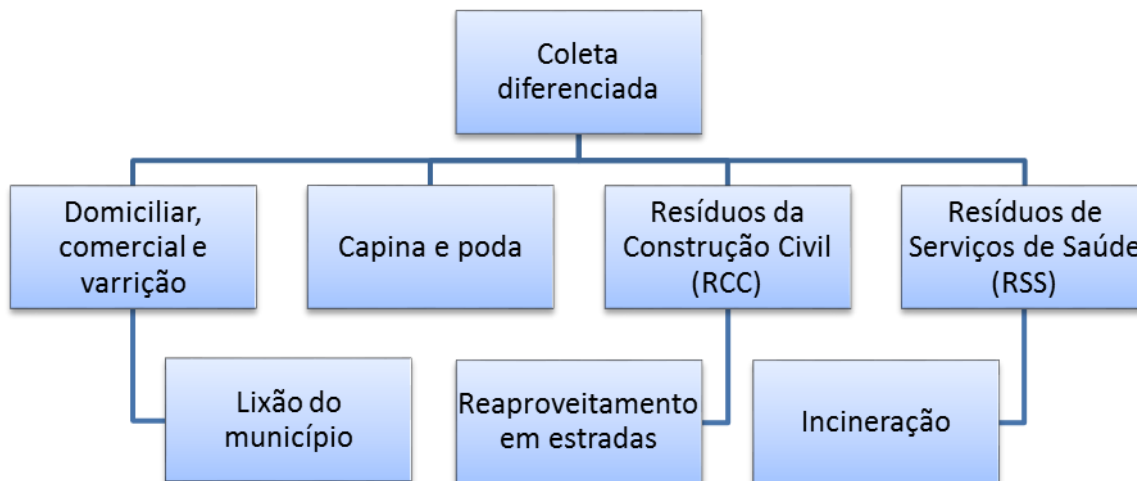 Coleta
diferenciada
Domiciliar,
comercial e
varrição
Capina e poda
Resíduos da
Construção Civil
(RCC)
Resíduos de
Serviços de Saúde
(RSS)
Lixão do
município
Reaproveitamento
em estradas
Incineração